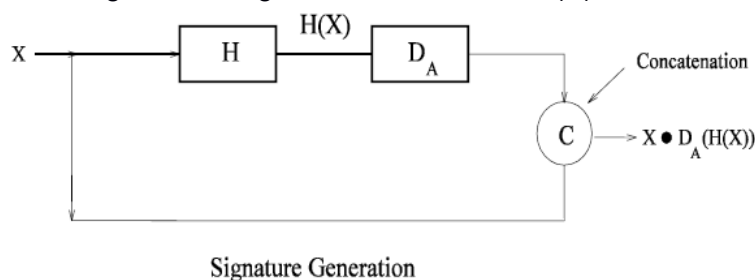 H(X)
X
H
D_A
Concatenation
C
X ● D_A(H(X))
Signature Generation